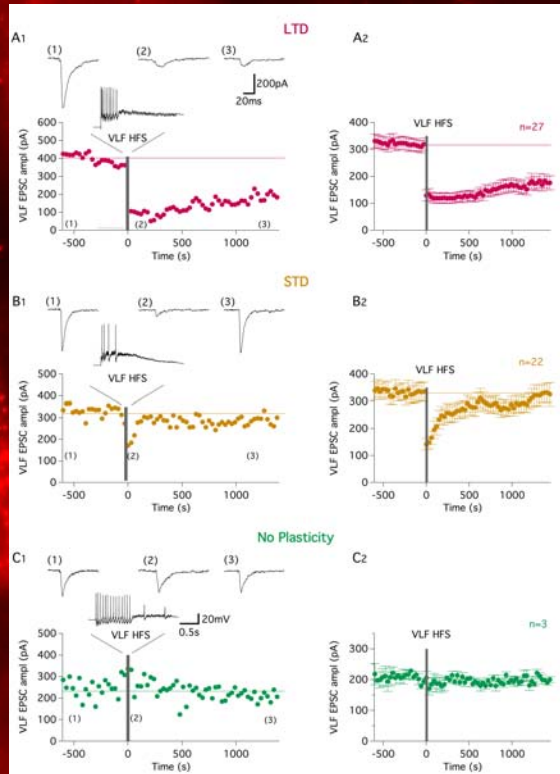 LTD
A1
A2
(1) (2) (3)
200pA
20ms
VLF HFS
VLF HFS
n=27
VLF EPSC ampl (pA)
600
500
400
300
200
100
0
(1) (2) (3)
-500 0 500 1000
Time (s)
VLF EPSC ampl (pA)
400
300
200
100
0
-500 0 500 1000
Time (s)
STD
B1
B2
(1) (2) (3)
VLF HFS
VLF HFS
n=22
VLF EPSC ampl (pA)
500
400
300
200
100
0
(1) (2) (3)
-500 0 500 1000
Time (s)
VLF EPSC ampl (pA)
400
300
200
100
0
-500 0 500 1000
Time (s)
No Plasticity
C1
C2
(1) (2) (3)
20mV
0.5s
VLF HFS
VLF HFS
n=3
VLF EPSC ampl (pA)
500
400
300
200
100
0
(1) (2) (3)
-500 0 500 1000
Time (s)
VLF EPSC ampl (pA)
300
200
100
0
-500 0 500 1000
Time (s)